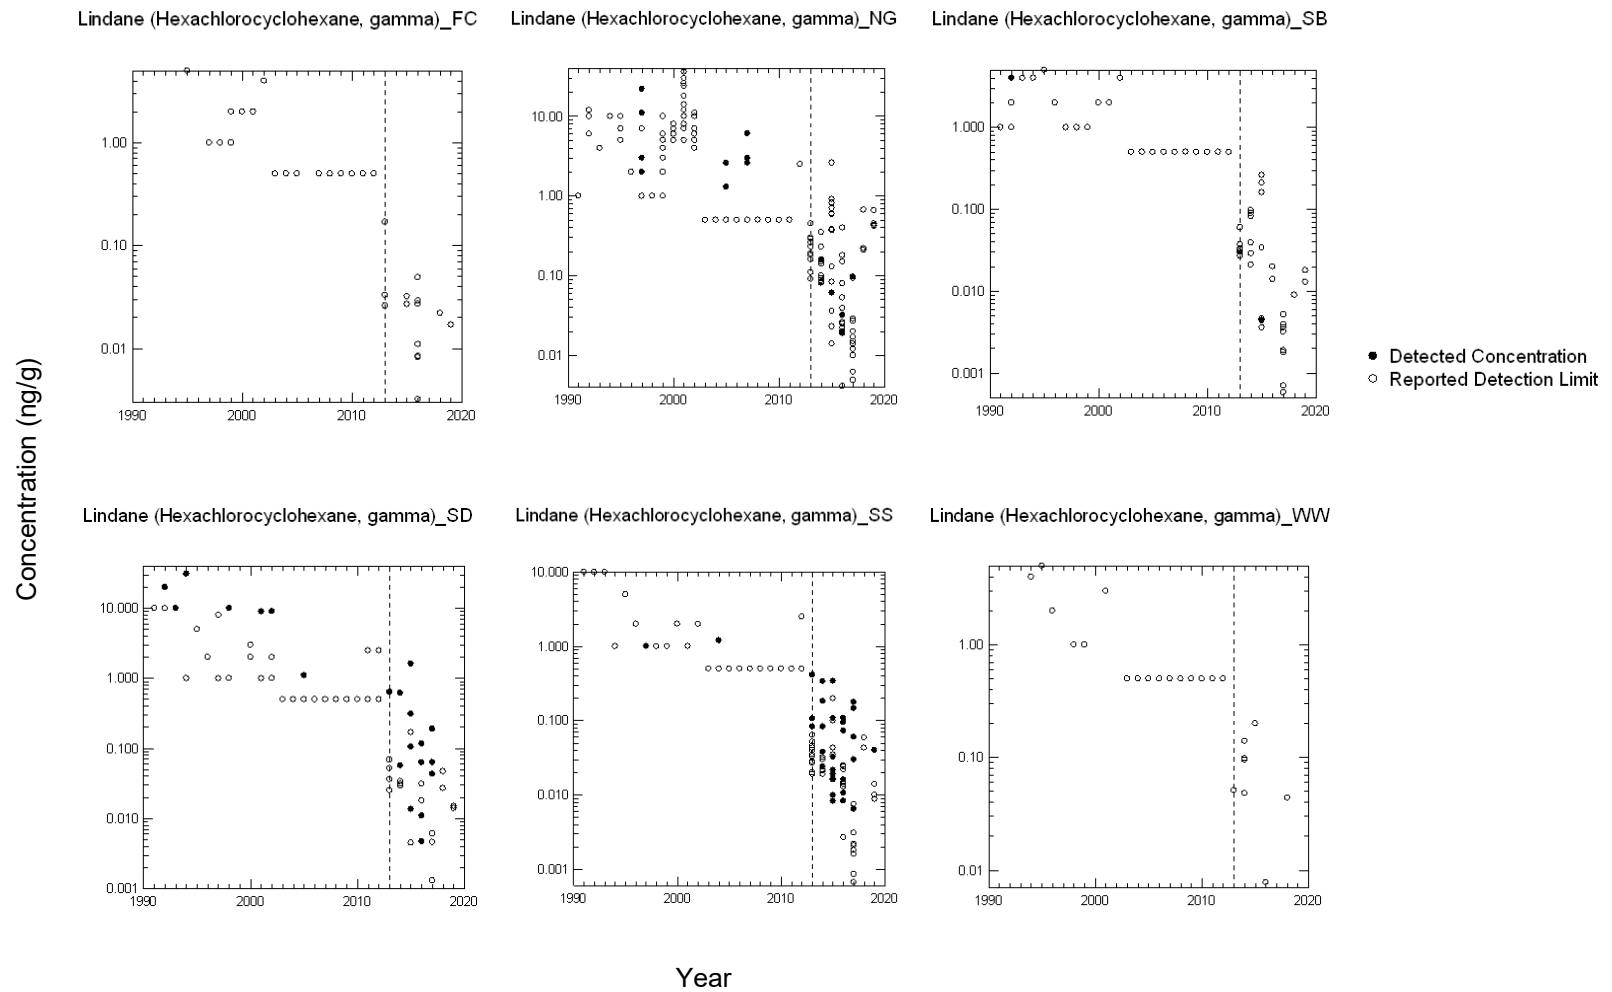 Lindane (Hexachlorocyclohexane, gamma)_FC
Lindane (Hexachlorocyclohexane, gamma)_NG
Lindane (Hexachlorocyclohexane, gamma)_SB
1.00
0.10
0.01
1990 2000 2010 2020
10.00
1.00
0.10
0.01
1990 2000 2010 2020
1.000
0.100
0.010
0.001
1990 2000 2010 2020
Detected Concentration
Reported Detection Limit
Concentration (ng/g)
Lindane (Hexachlorocyclohexane, gamma)_SD
Lindane (Hexachlorocyclohexane, gamma)_SS
Lindane (Hexachlorocyclohexane, gamma)_WW
10.000
1.000
0.100
0.010
0.001
1990 2000 2010 2020
10.000
1.000
0.100
0.010
0.001
1990 2000 2010 2020
1.00
0.10
0.01
1990 2000 2010 2020
Year